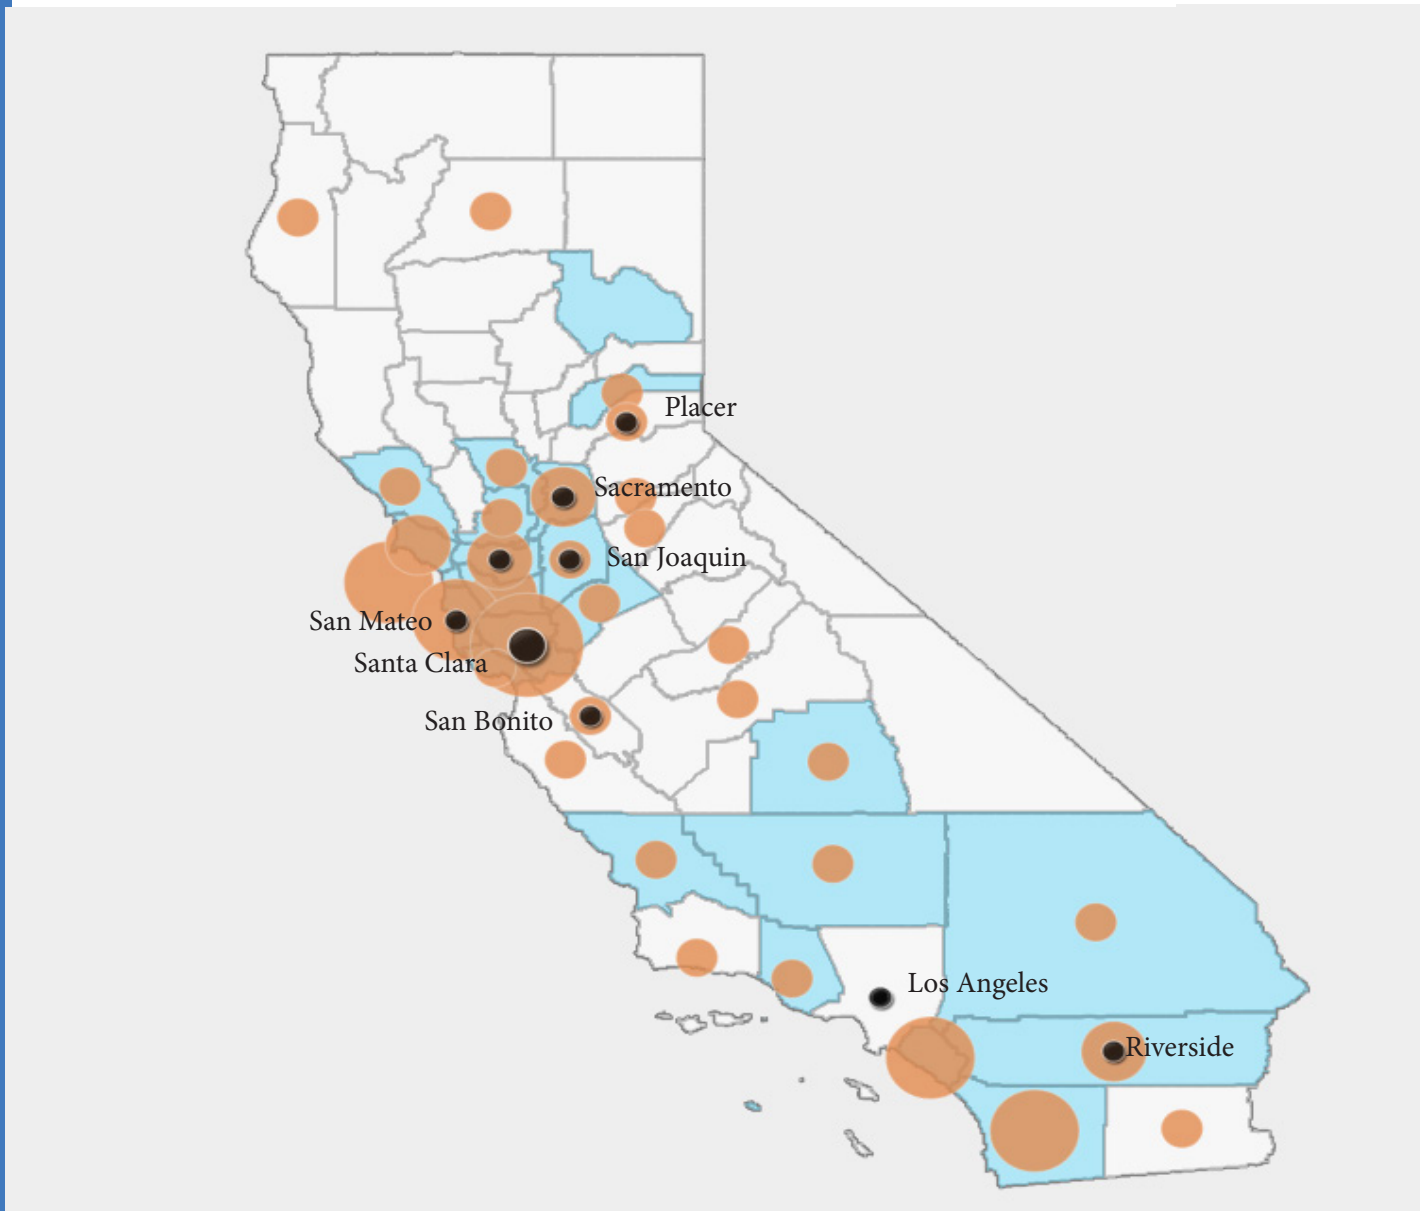 Placer
Sacramento
San Joaquin
San Mateo
Santa Clara
San Bonito
Los Angeles
Riverside